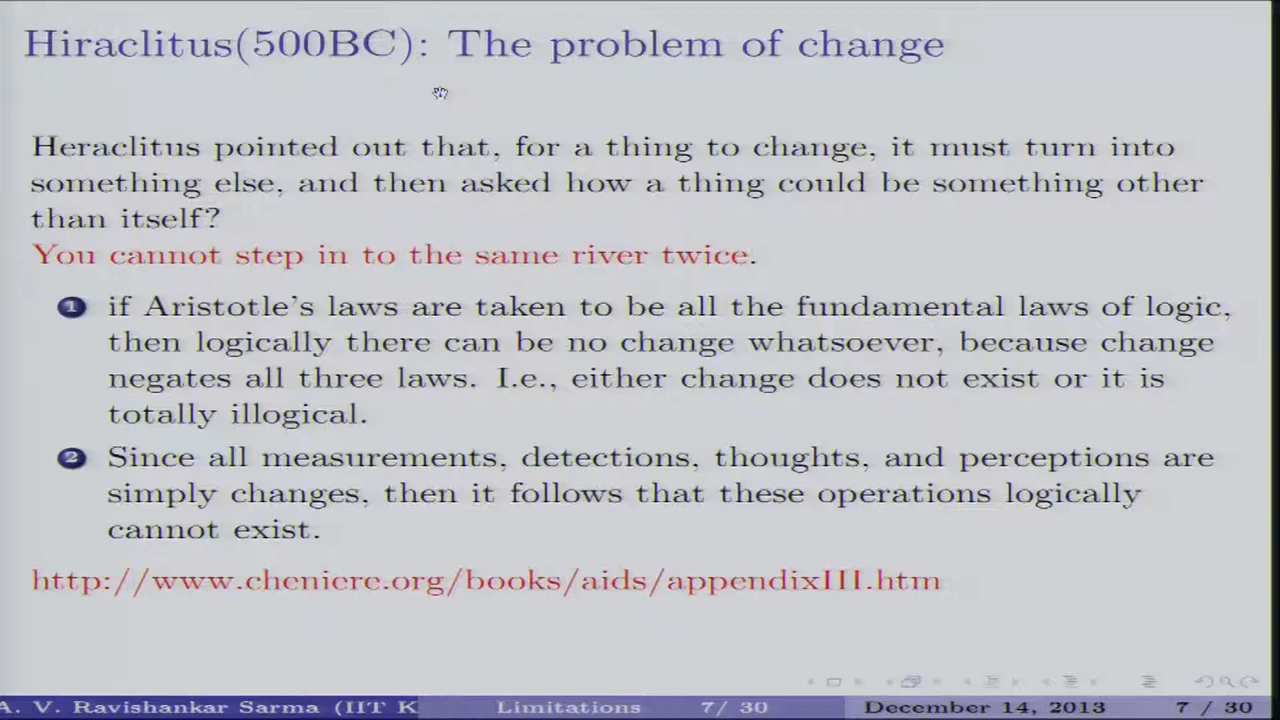 Hiraclitus(500BC): The problem of change
Heraclitus pointed out that, for a thing to change, it must turn into
something else, and then asked how a thing could be something other
than itself?
You cannot step in to the same river twice.
1 if Aristotle's laws are taken to be all the fundamental laws of logic,
then logically there can be no change whatsoever, because change
negates all three laws. I.e., either change does not exist or it is
totally illogical.
2 Since all measurements, detections, thoughts, and perceptions are
simply changes, then it follows that these operations logically
cannot exist.
http://www.cheniere.org/books/aids/appendixIII.htm
A. V. Ravishankar Sarma (IIT K Limitations 7/ 30 December 14, 2013 7 / 30